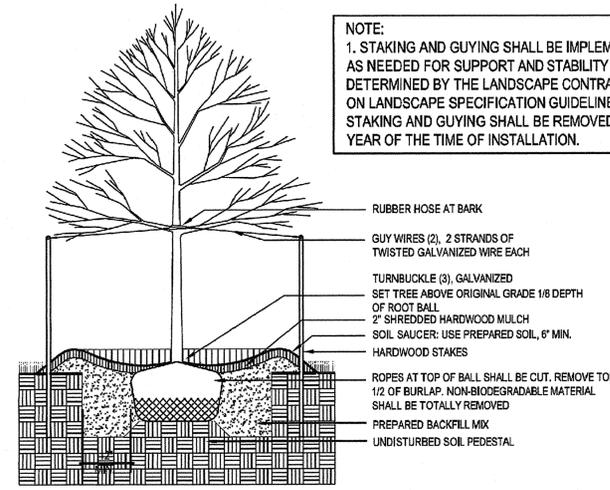 NOTE:
1. STAKING AND GUYING SHALL BE IMPLEM
AS NEEDED FOR SUPPORT AND STABILITY
DETERMINED BY THE LANDSCAPE CONTRA
ON LANDSCAPE SPECIFICATION GUIDELINE
STAKING AND GUYING SHALL BE REMOVED
YEAR OF THE TIME OF INSTALLATION.
RUBBER HOSE AT BARK
GUY WIRES (2), 2 STRANDS OF
TWISTED GALVANIZED WIRE EACH
TURNBUCKLE (3), GALVANIZED
SET TREE ABOVE ORIGINAL GRADE 1/8 DEPTH
OF ROOT BALL
2" SHREDDED HARDWOOD MULCH
SOIL SAUCER: USE PREPARED SOIL, 6" MIN.
HARDWOOD STAKES
ROPES AT TOP OF BALL SHALL BE CUT. REMOVE TO
1/2 OF BURLAP. NON-BIODEGRADABLE MATERIAL
SHALL BE TOTALLY REMOVED
PREPARED BACKFILL MIX
UNDISTURBED SOIL PEDESTAL